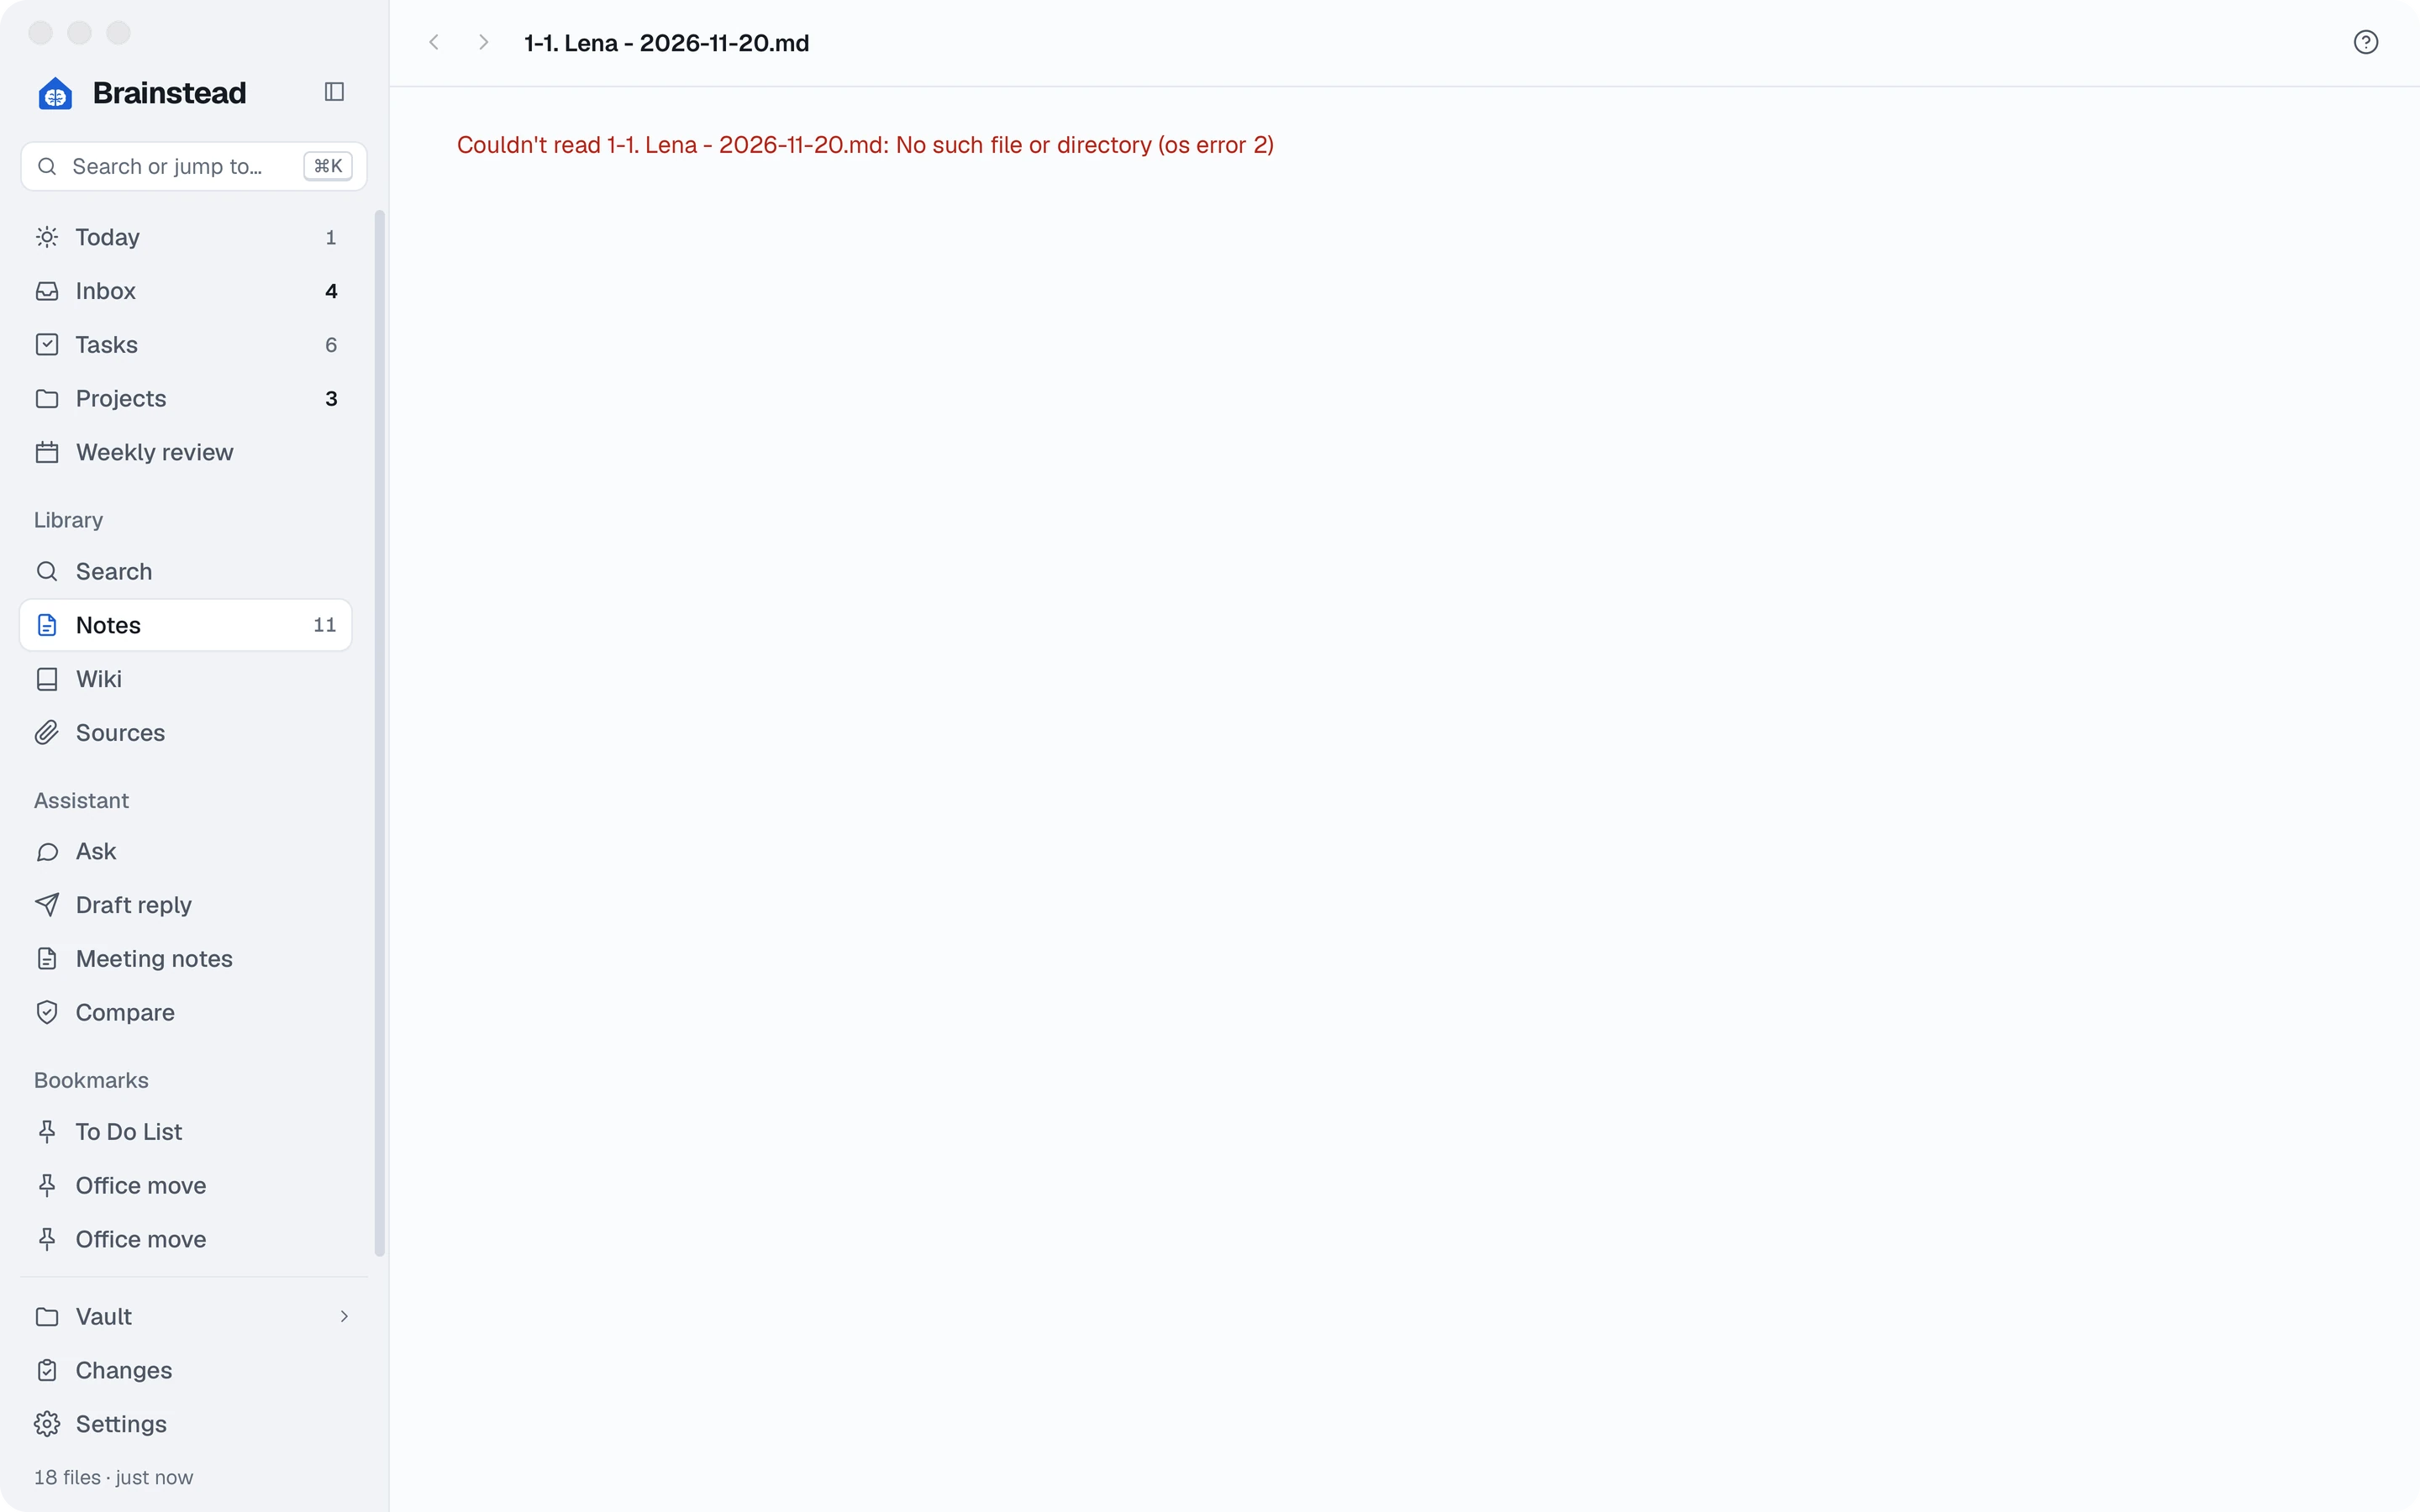 Brainstead
Search or jump to... ⌘K
Today 1
Inbox 4
Tasks 6
Projects 3
Weekly review
Library
Search
Notes 11
Wiki
Sources
Assistant
Ask
Draft reply
Meeting notes
Compare
Bookmarks
To Do List
Office move
Office move
Vault
Changes
Settings
18 files · just now
1-1. Lena - 2026-11-20.md
Couldn't read 1-1. Lena - 2026-11-20.md: No such file or directory (os error 2)